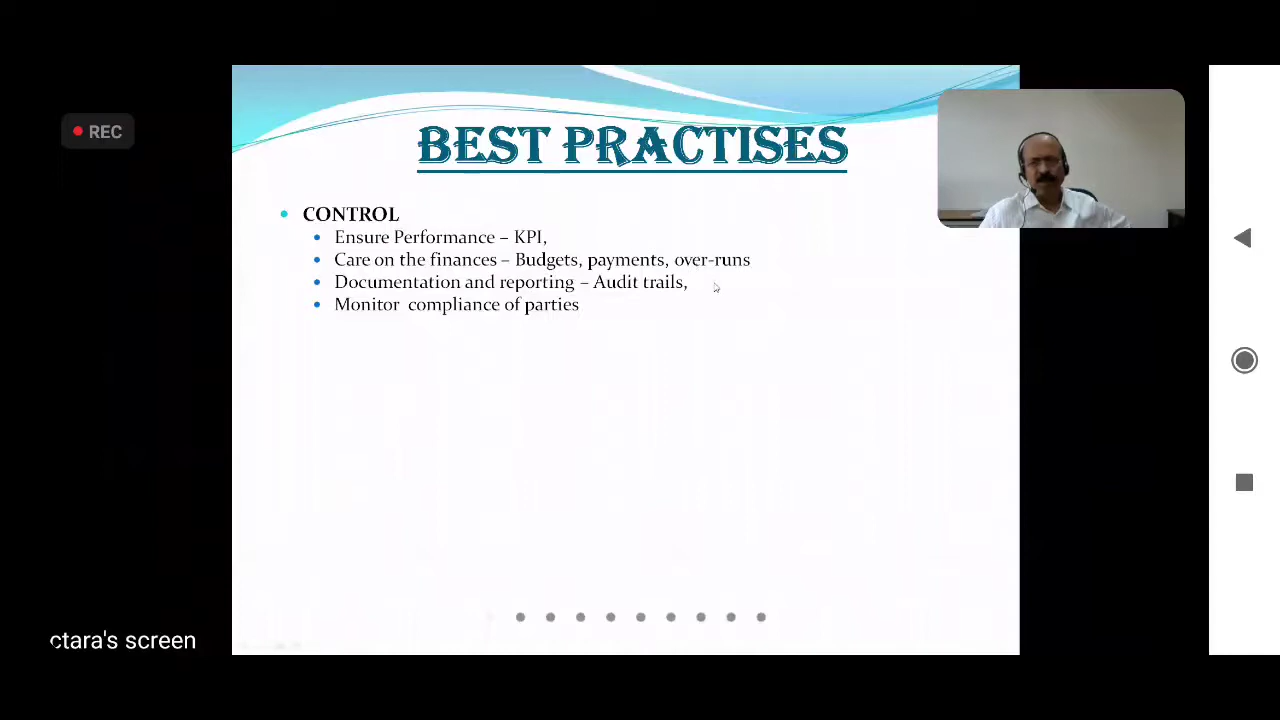 REC
BEST PRACTISES
CONTROL
Ensure Performance – KPI,
Care on the finances – Budgets, payments, over-runs
Documentation and reporting – Audit trails,
Monitor compliance of parties
ctara's screen